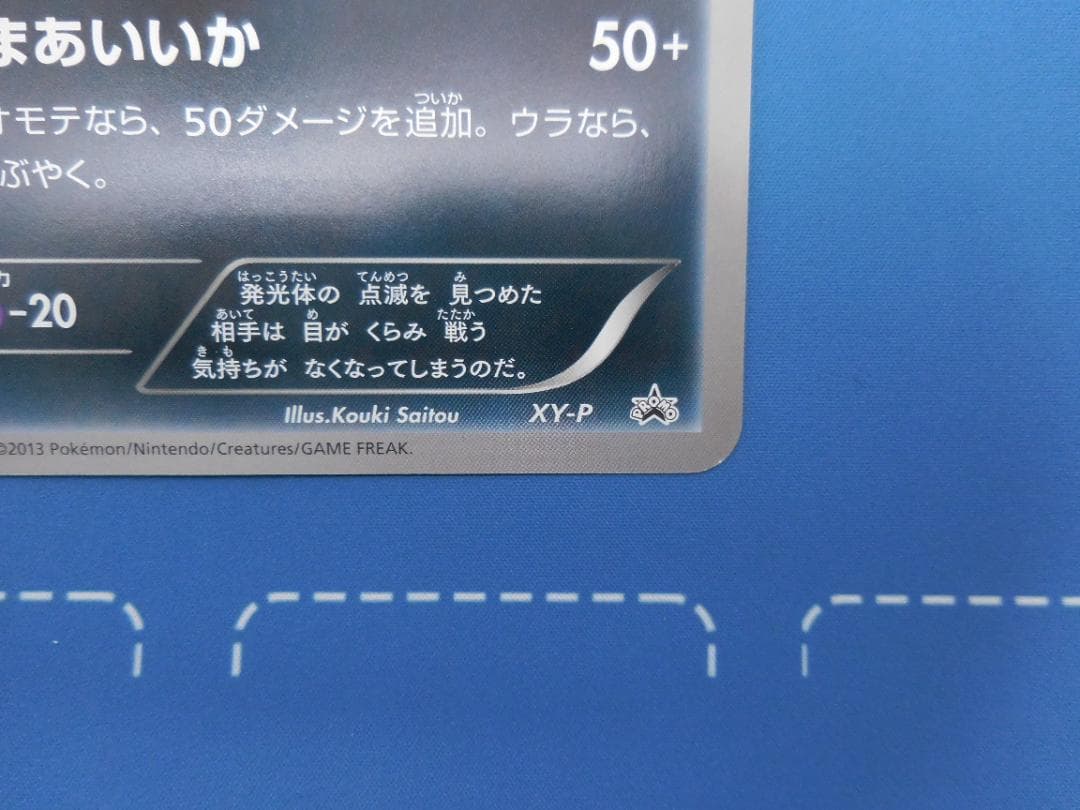 まあいいか 50+
オモテなら、50ダメージを追加。ウラなら、
ぶやく。
-20
発光体の 点滅を 見つめた
相手は 目が くらみ 戦う
気持ちが なくなってしまうのだ。
Illus.Kouki Saitou XY-P PROMO
©2013 Pokémon/Nintendo/Creatures/GAME FREAK.